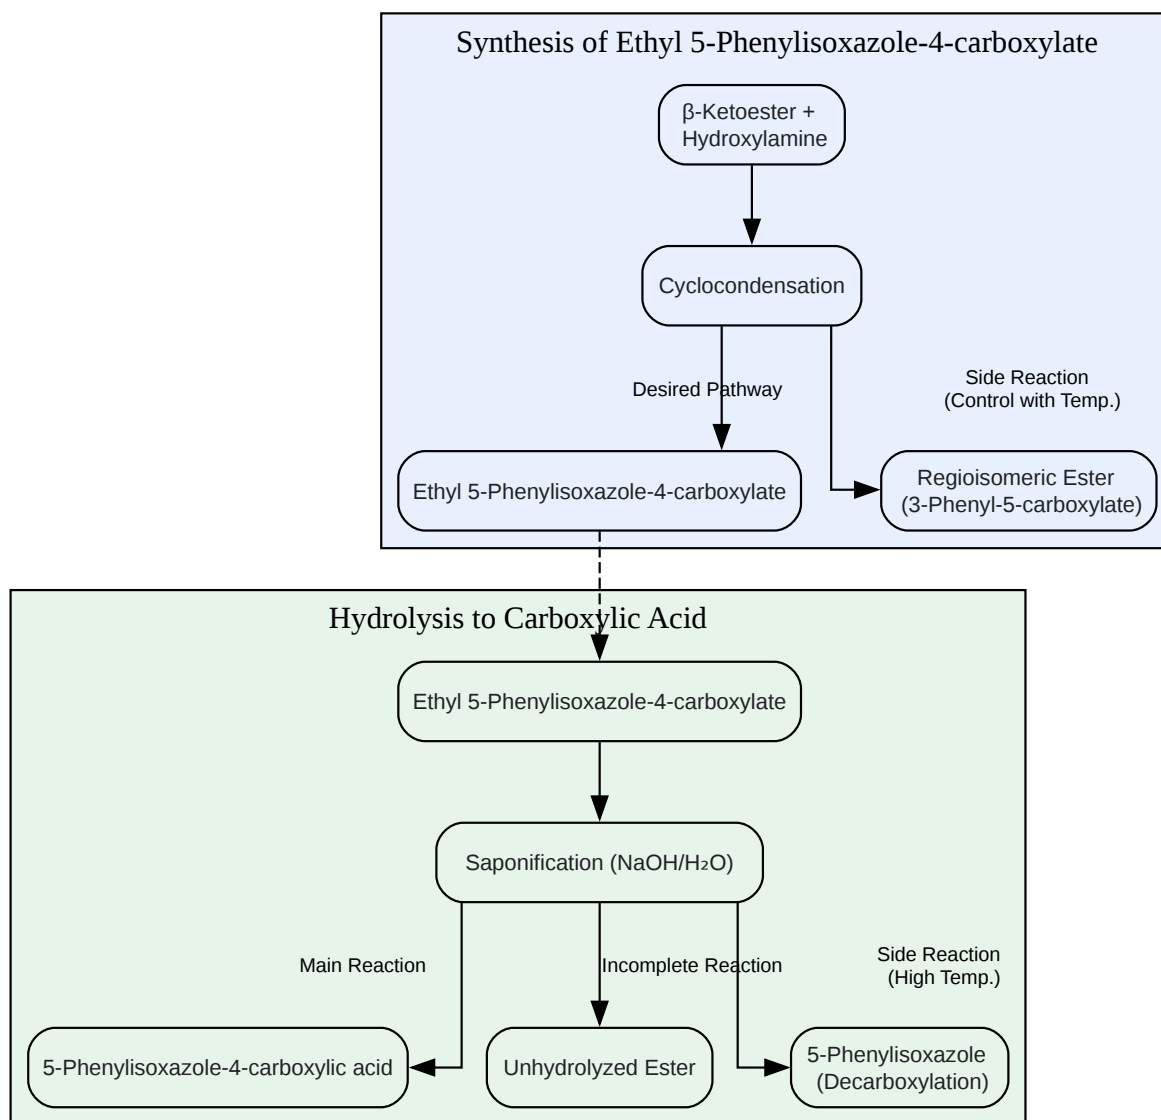 Synthesis of Ethyl 5-Phenylisoxazole-4-carboxylate
β-Ketoester +
Hydroxylamine
Cyclocondensation
Desired Pathway
Side Reaction
(Control with Temp.)
Ethyl 5-Phenylisoxazole-4-carboxylate
Regioisomeric Ester
(3-Phenyl-5-carboxylate)
Hydrolysis to Carboxylic Acid
Ethyl 5-Phenylisoxazole-4-carboxylate
Saponification (NaOH/H₂O)
Main Reaction
Incomplete Reaction
Side Reaction
(High Temp.)
5-Phenylisoxazole-4-carboxylic acid
Unhydrolyzed Ester
5-Phenylisoxazole
(Decarboxylation)